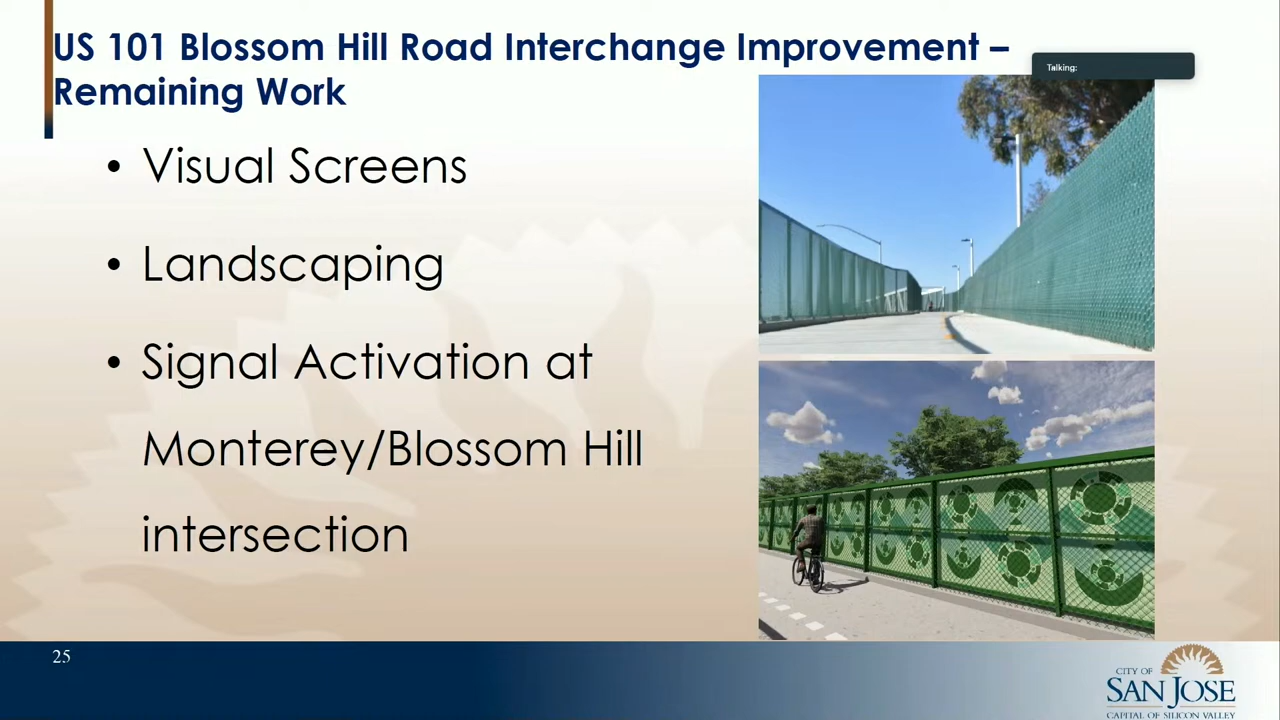 US 101 Blossom Hill Road Interchange Improvement –
Remaining Work
Talking:
• Visual Screens
• Landscaping
• Signal Activation at
Monterey/Blossom Hill
intersection
25
CITY OF
SAN JOSE
CAPITAL OF SILICON VALLEY